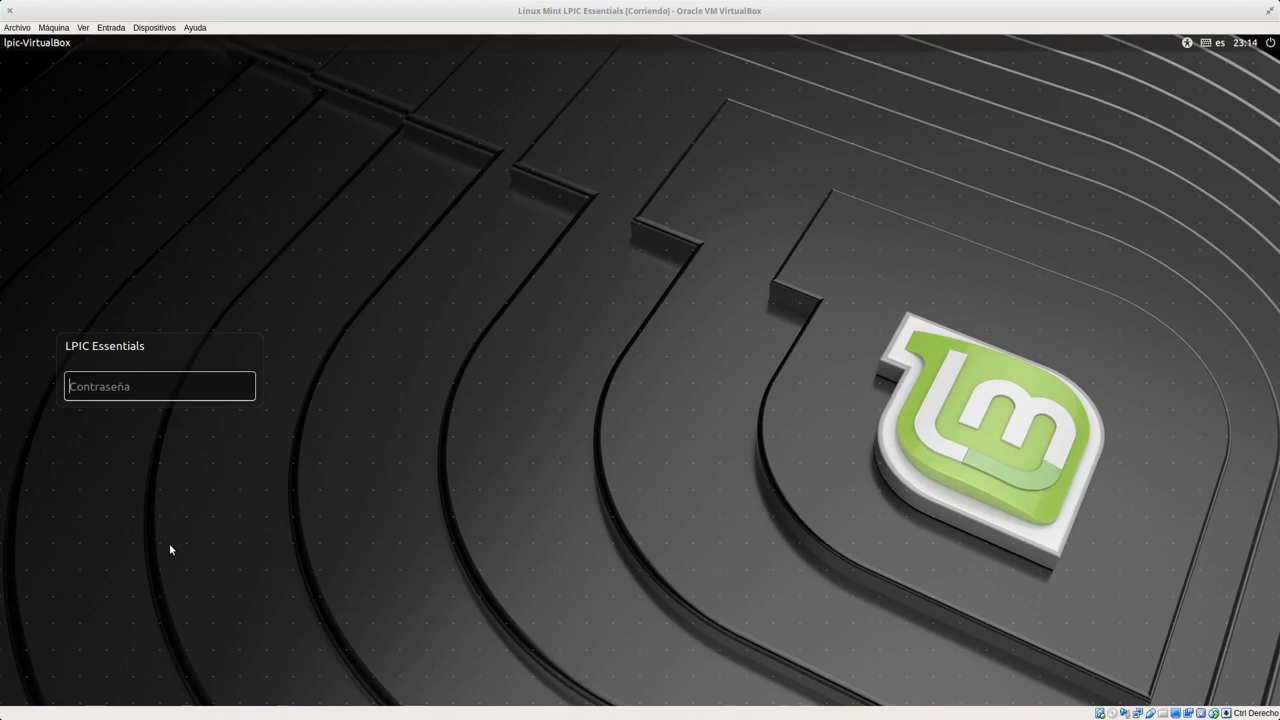 Linux Mint LPIC Essentials [Corriendo] - Oracle VM VirtualBox
Archivo Máquina Ver Entrada Dispositivos Ayuda
lpic-VirtualBox es 23:14
LPIC Essentials
Contraseña
lm
Ctrl Derecho